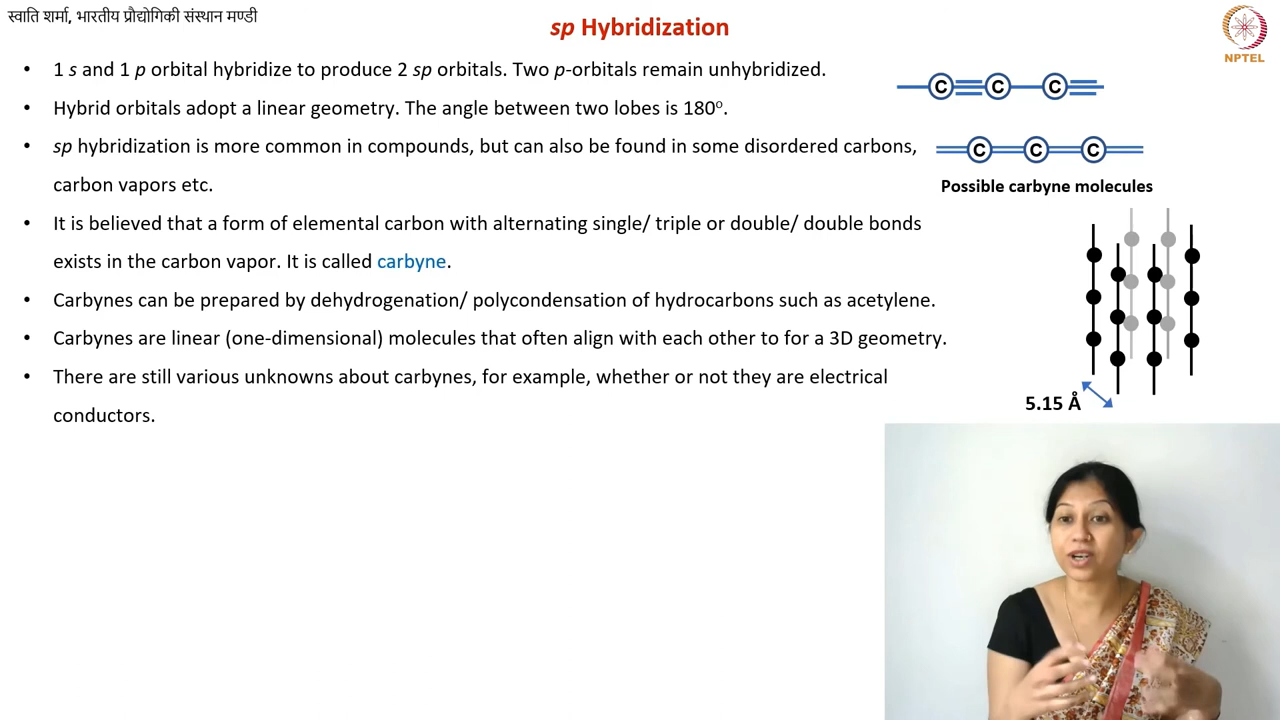 स्वाति शर्मा, भारतीय प्रौद्योगिकी संस्थान मण्डी
sp Hybridization
NPTEL
• 1 s and 1 p orbital hybridize to produce 2 sp orbitals. Two p-orbitals remain unhybridized.
• Hybrid orbitals adopt a linear geometry. The angle between two lobes is 180º.
• sp hybridization is more common in compounds, but can also be found in some disordered carbons,
carbon vapors etc.
• It is believed that a form of elemental carbon with alternating single/ triple or double/ double bonds
exists in the carbon vapor. It is called carbyne.
• Carbynes can be prepared by dehydrogenation/ polycondensation of hydrocarbons such as acetylene.
• Carbynes are linear (one-dimensional) molecules that often align with each other to for a 3D geometry.
• There are still various unknowns about carbynes, for example, whether or not they are electrical
conductors.
C C C
C C C
Possible carbyne molecules
5.15 Å